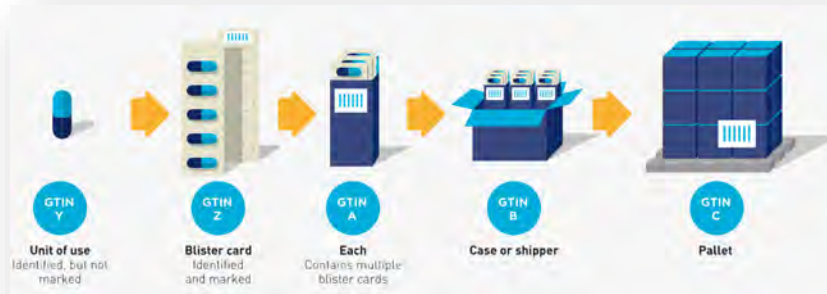 GTIN
Y
GTIN
Z
GTIN
A
GTIN
B
GTIN
C
Unit of use
Identified, but not
marked
Blister card
Identified
and marked
Each
Contains multiple
blister cards
Case or shipper
Pallet